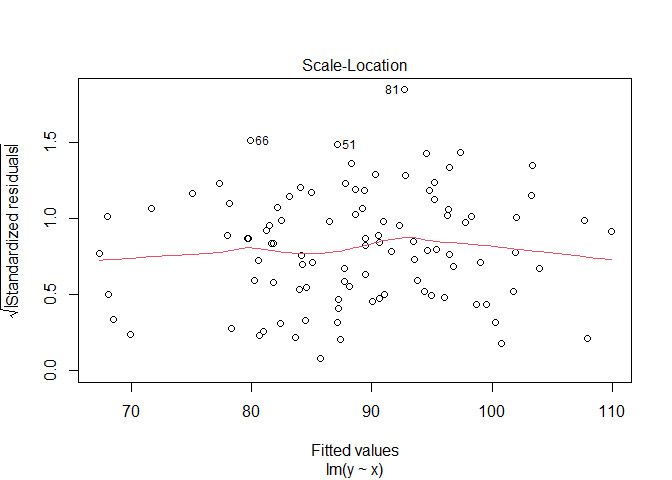 Scale-Location
√|Standardized residuals|
0.0 0.5 1.0 1.5
81
66
51
70 80 90 100 110
Fitted values
lm(y ~ x)